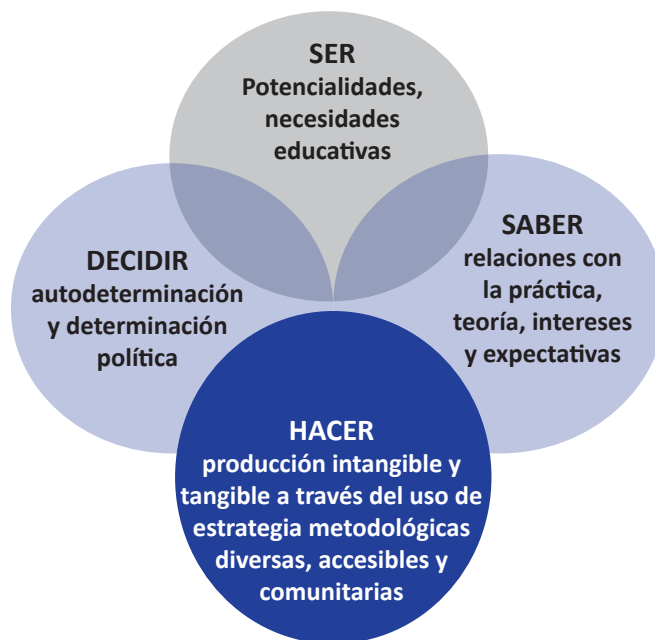 SER
Potencialidades,
necesidades
educativas
DECIDIR
autodeterminación
y determinación
política
SABER
relaciones con
la práctica,
teoría, intereses
y expectativas
HACER
producción intangible y
tangible a través del uso de
estrategia metodológicas
diversas, accesibles y
comunitarias